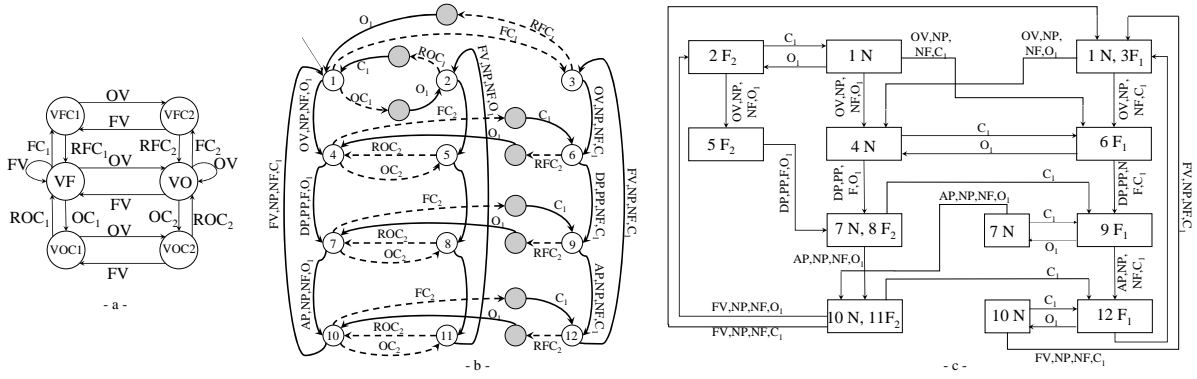 OV
VFC1
VFC2
FV
FC₁
RFC₁
RFC₂
FC₂
FV
OV
OV
VF
VO
FV
ROC₁
OC₁
OC₂
ROC₂
OV
VOC1
VOC2
FV
- a -
O₁
RFC₁
FC₁
ROC₁
C₁
1
2
3
OC₁
O₁
FV,NP,NF,O₁
OV,NP,NF,O₁
OV,NP,NF,C₁
FC₂
C₁
O₁
4
ROC₂
5
RFC₂
6
OC₂
FV,NP,NF,C₁
DP,PP,F,O₁
DP,PP,NF,C₁
FV,NP,NF,C₁
FC₂
C₁
O₁
7
ROC₂
8
RFC₂
9
OC₂
AP,NP,NF,O₁
AP,NP,NF,C₁
FC₂
C₁
O₁
10
ROC₂
11
RFC₂
12
OC₂
- b -
2 F₂
C₁
O₁
1 N
OV,NP,
NF,C₁
OV,NP,
NF,O₁
1 N, 3F₁
OV,NP,
NF,O₁
OV,NP,
NF,O₁
OV,NP,
NF,C₁
5 F₂
4 N
C₁
O₁
6 F₁
DP,PP,F,O₁
DP,PP,
F,O₁
DP,PP,N
F,C₁
FV,NP,NF,C₁
C₁
AP,NP,NF,O₁
7 N, 8 F₂
7 N
C₁
O₁
9 F₁
AP,NP,NF,O₁
AP,NP,
NF,C₁
C₁
FV,NP,NF,O₁
10 N, 11F₂
10 N
C₁
O₁
12 F₁
FV,NP,NF,C₁
FV,NP,NF,C₁
- c -